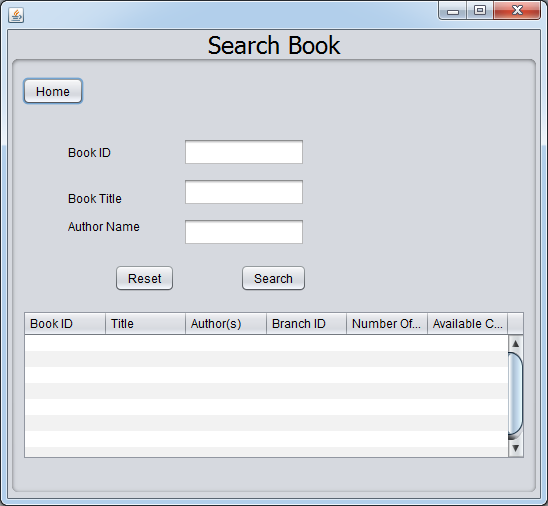 Search Book
Home
Book ID
Book Title
Author Name
Reset Search
Book ID Title Author(s) Branch ID Number Of... Available C...